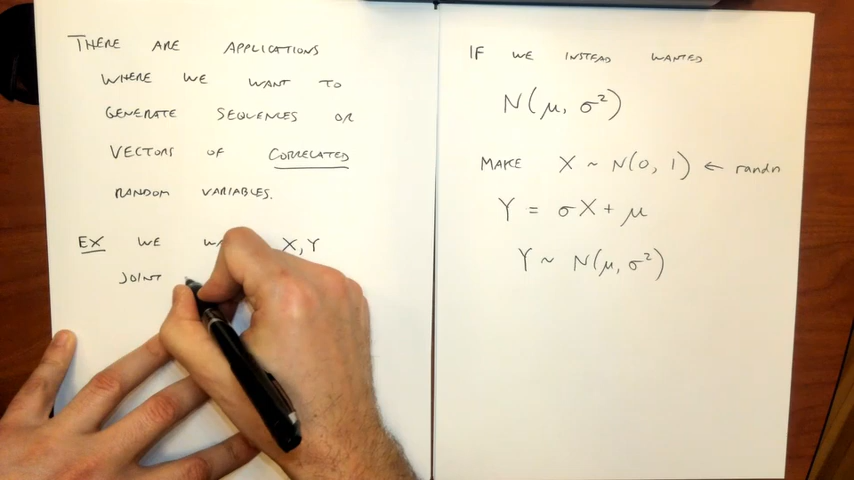 THERE ARE APPLICATIONS
WHERE WE WANT TO
GENERATE SEQUENCES OR
VECTORS OF CORRELATED
RANDOM VARIABLES.
EX WE X, Y
JOINT
IF WE INSTEAD WANTED
N(μ, σ²)
MAKE X ~ N(0, 1) ← randn
Y = σX + μ
Y ~ N(μ, σ²)